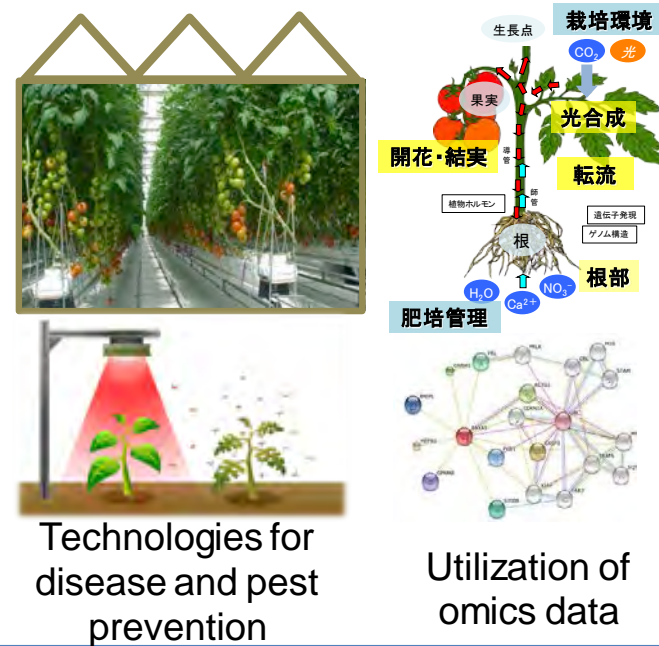 栽培環境
生長点
CO₂
光
果実
光合成
開花・結実
導管
転流
師管
植物ホルモン
遺伝子発現
ゲノム構造
根
根部
H₂O
Ca²⁺
NO₃⁻
肥培管理
Technologies for
disease and pest
prevention
Utilization of
omics data